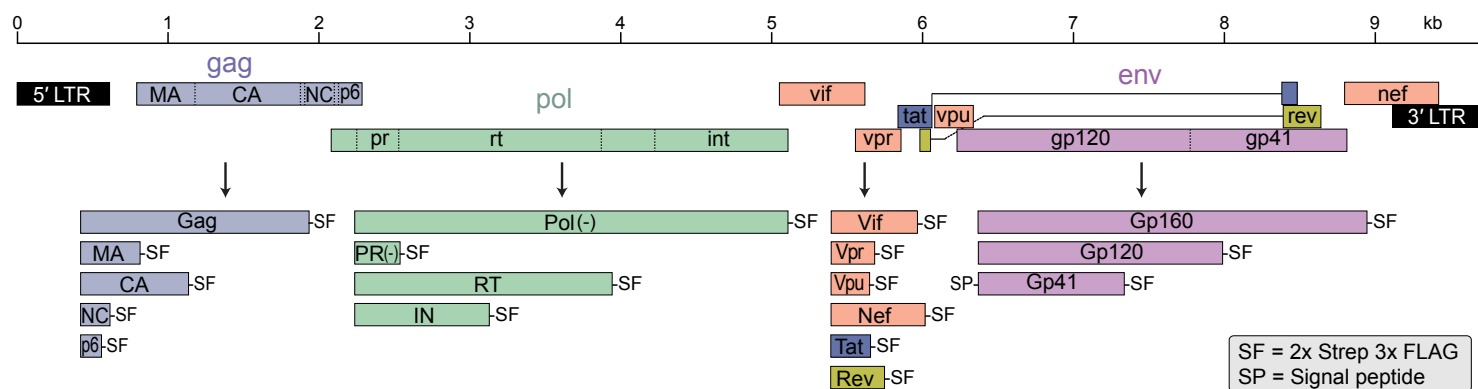 0 1 2 3 4 5 6 7 8 9 kb
gag pol env
5′ LTR MA CA NC p6 vif nef
tat vpu rev 3′ LTR
pr rt int vpr gp120 gp41
Gag-SF Pol(-)-SF Vif-SF Gp160-SF
MA-SF PR(-)-SF Vpr-SF Gp120-SF
CA-SF RT-SF Vpu-SF SP-Gp41-SF
NC-SF IN-SF Nef-SF
p6-SF Tat-SF
Rev-SF
SF = 2x Strep 3x FLAG
SP = Signal peptide